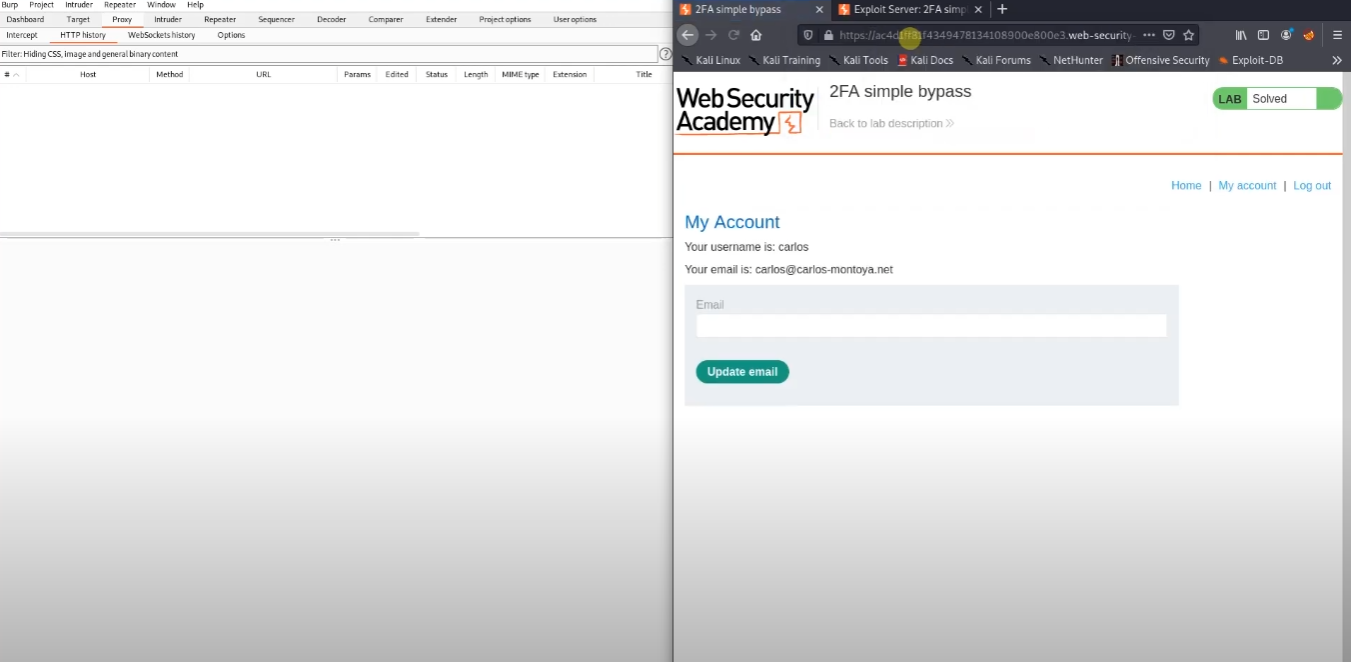 Burp Project Intruder Repeater Window Help
Dashboard Target Proxy Intruder Repeater Sequencer Decoder Comparer Extender Project options User options
Intercept HTTP history WebSockets history Options
Filter: Hiding CSS, image and general binary content ?
# Host Method URL Params Edited Status Length MIME type Extension Title
2FA simple bypass × Exploit Server: 2FA simp × +
https://ac4d1ff81f4349478134108900e800e3.web-security-
Kali Linux Kali Training Kali Tools Kali Docs Kali Forums NetHunter Offensive Security Exploit-DB »
Web Security
Academy
2FA simple bypass
Back to lab description
LAB Solved
Home | My account | Log out
My Account
Your username is: carlos
Your email is: carlos@carlos-montoya.net
Email
Update email